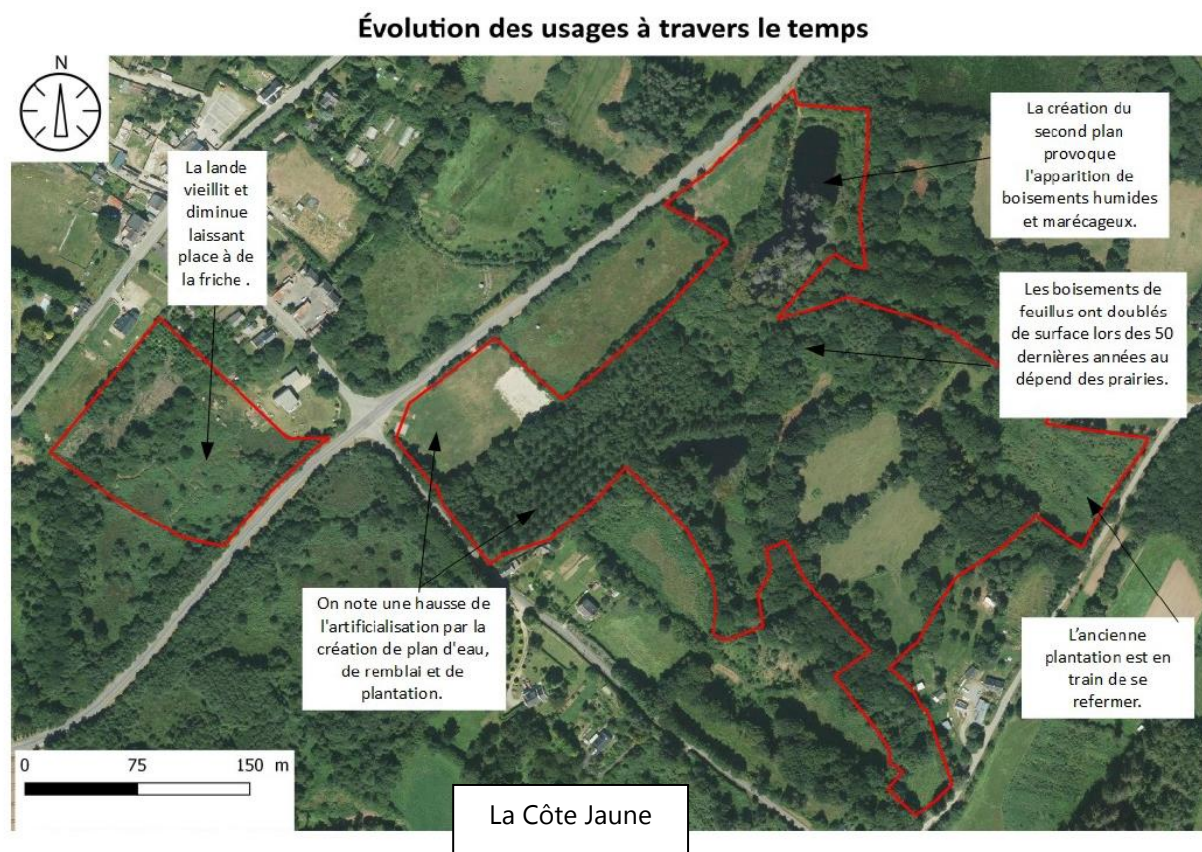 Évolution des usages à travers le temps
N
La lande
vieillit et
diminue
laissant
place à de
la friche .
La création du
second plan
provoque
l'apparition de
boisements humides
et marécageux.
Les boisements de
feuillus ont doublés
de surface lors des 50
dernières années au
dépend des prairies.
On note une hausse de
l'artificialisation par la
création de plan d'eau,
de remblai et de
plantation.
L'ancienne
plantation est en
train de se
refermer.
0 75 150 m
La Côte Jaune